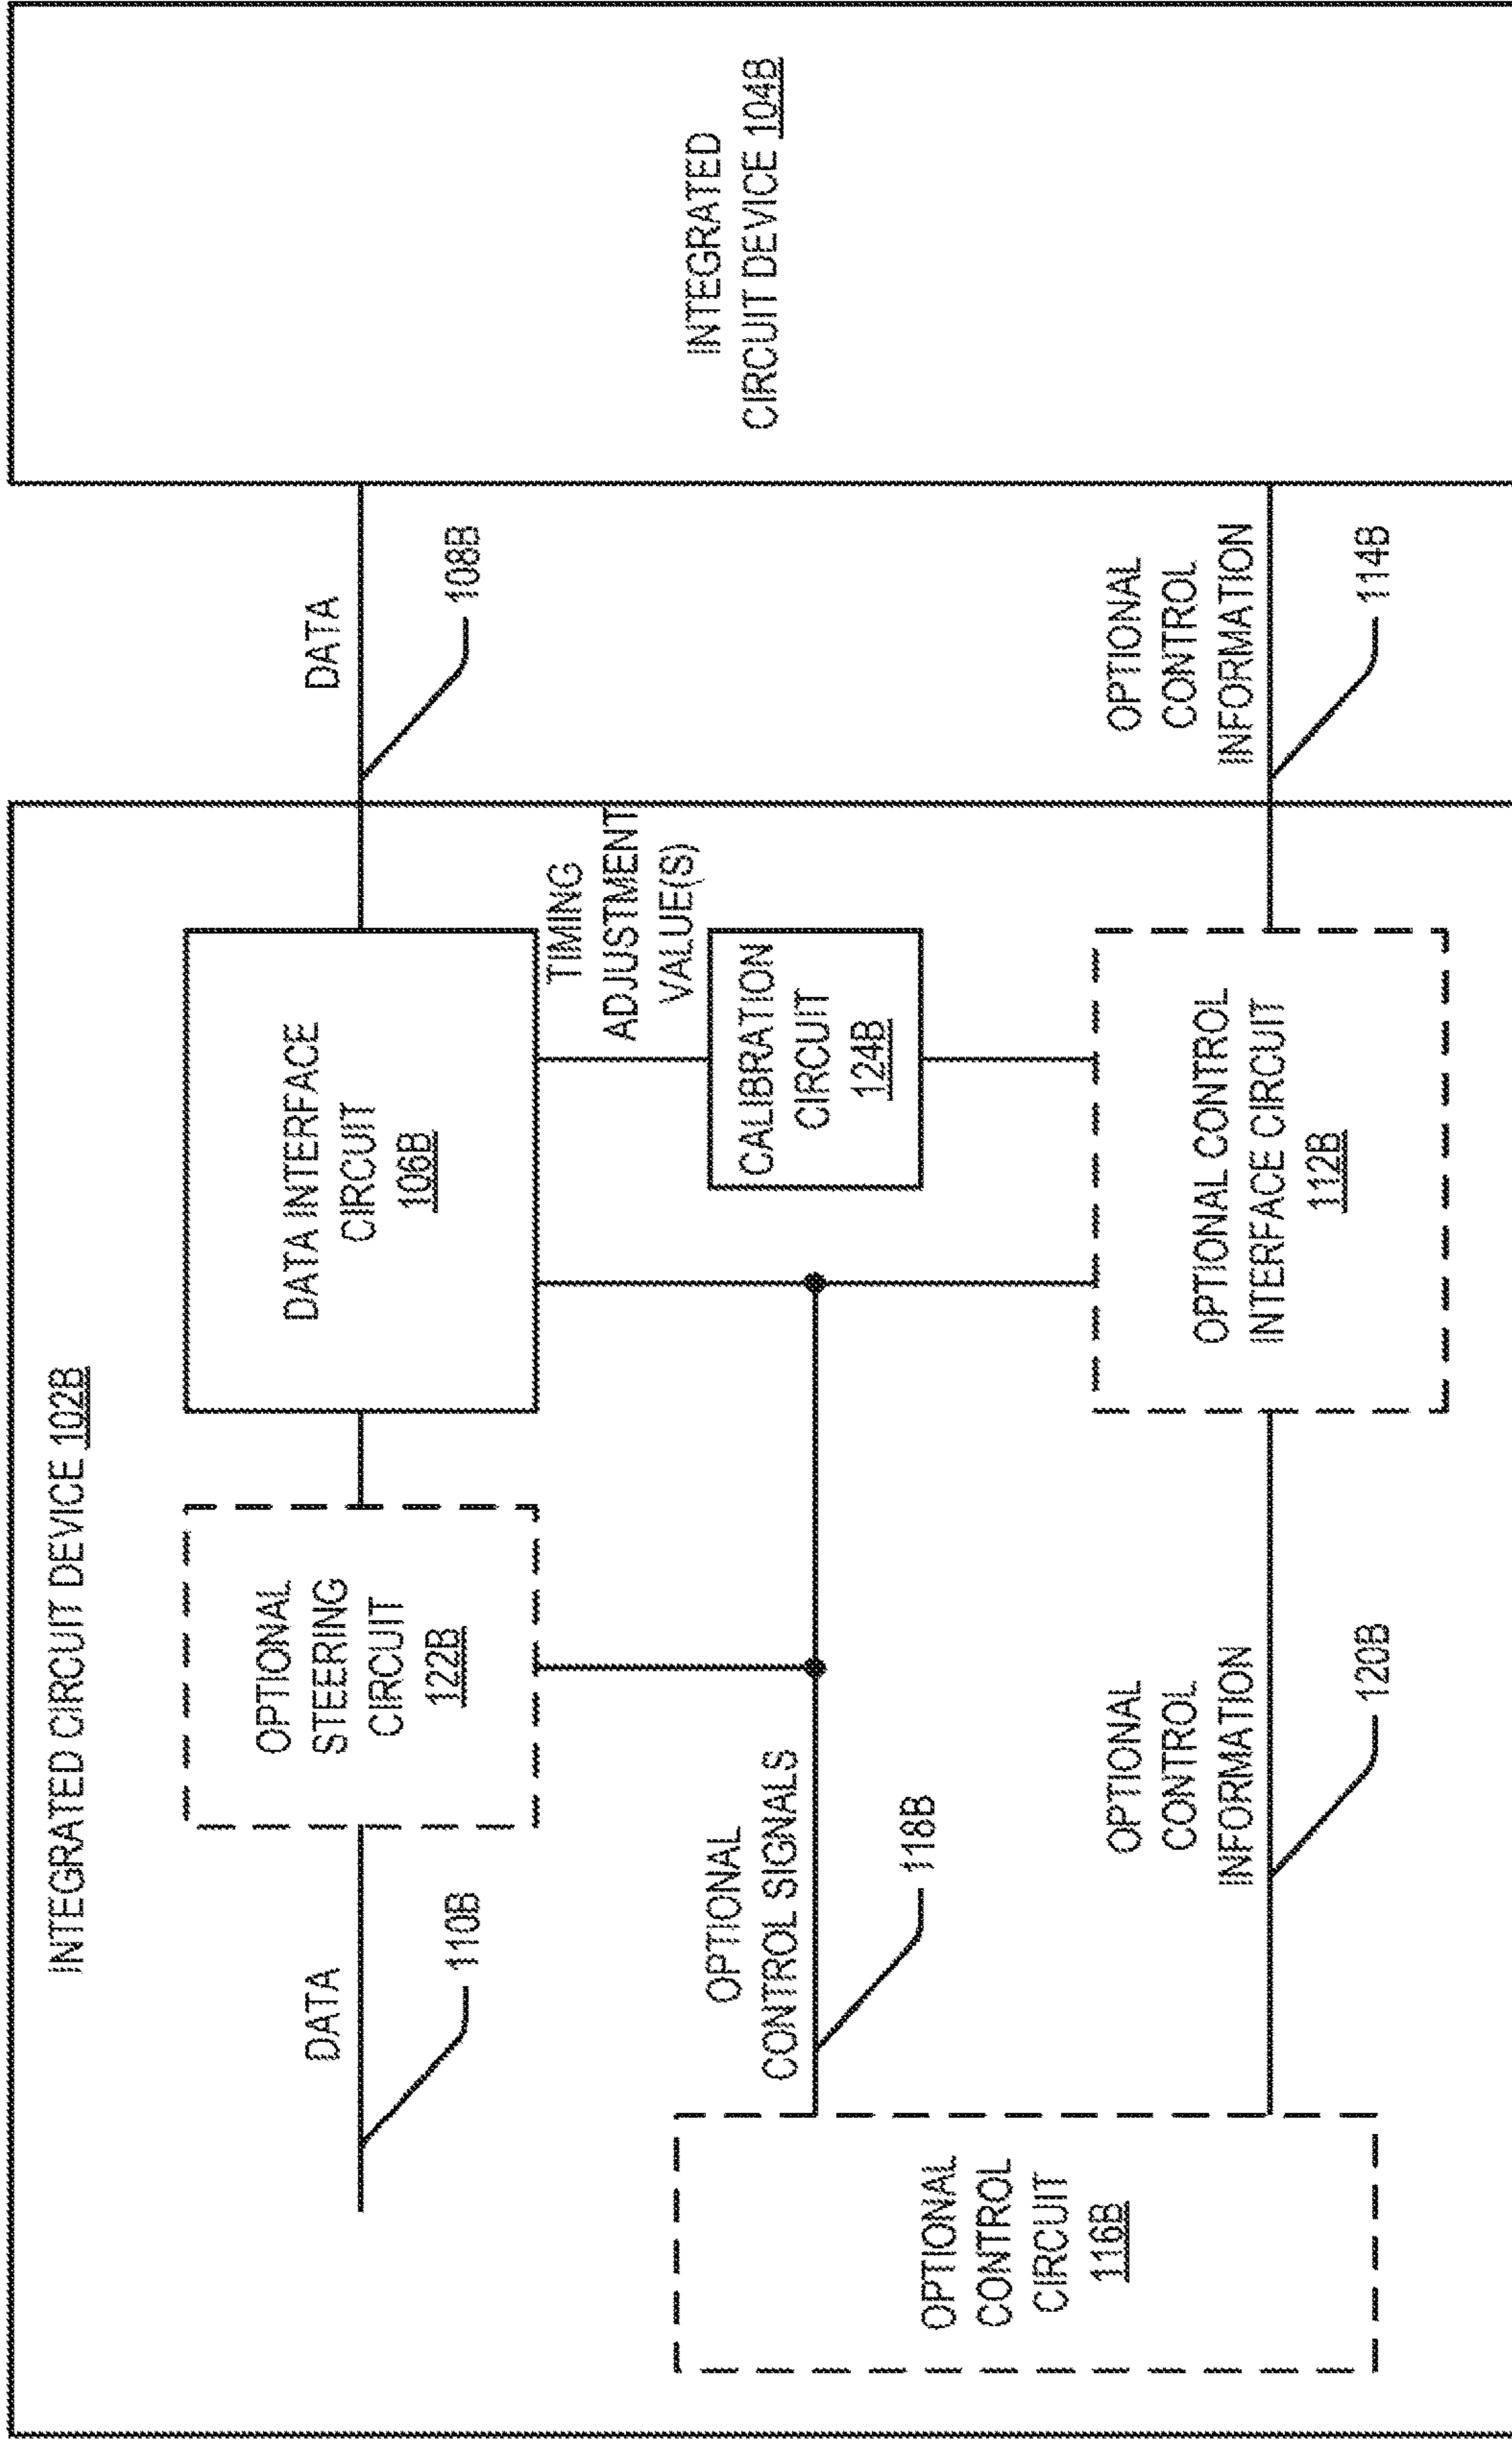 INTEGRATED CIRCUIT DEVICE 102B
DATA
110B
OPTIONAL
STEERING
CIRCUIT
122B
DATA INTERFACE
CIRCUIT
106B
DATA
108B
TIMING
ADJUSTMENT
VALUE(S)
CALIBRATION
CIRCUIT
124B
OPTIONAL
CONTROL SIGNALS
118B
OPTIONAL
CONTROL
CIRCUIT
116B
OPTIONAL
CONTROL
INFORMATION
120B
OPTIONAL CONTROL
INTERFACE CIRCUIT
112B
OPTIONAL
CONTROL
INFORMATION
114B
INTEGRATED
CIRCUIT DEVICE 104B